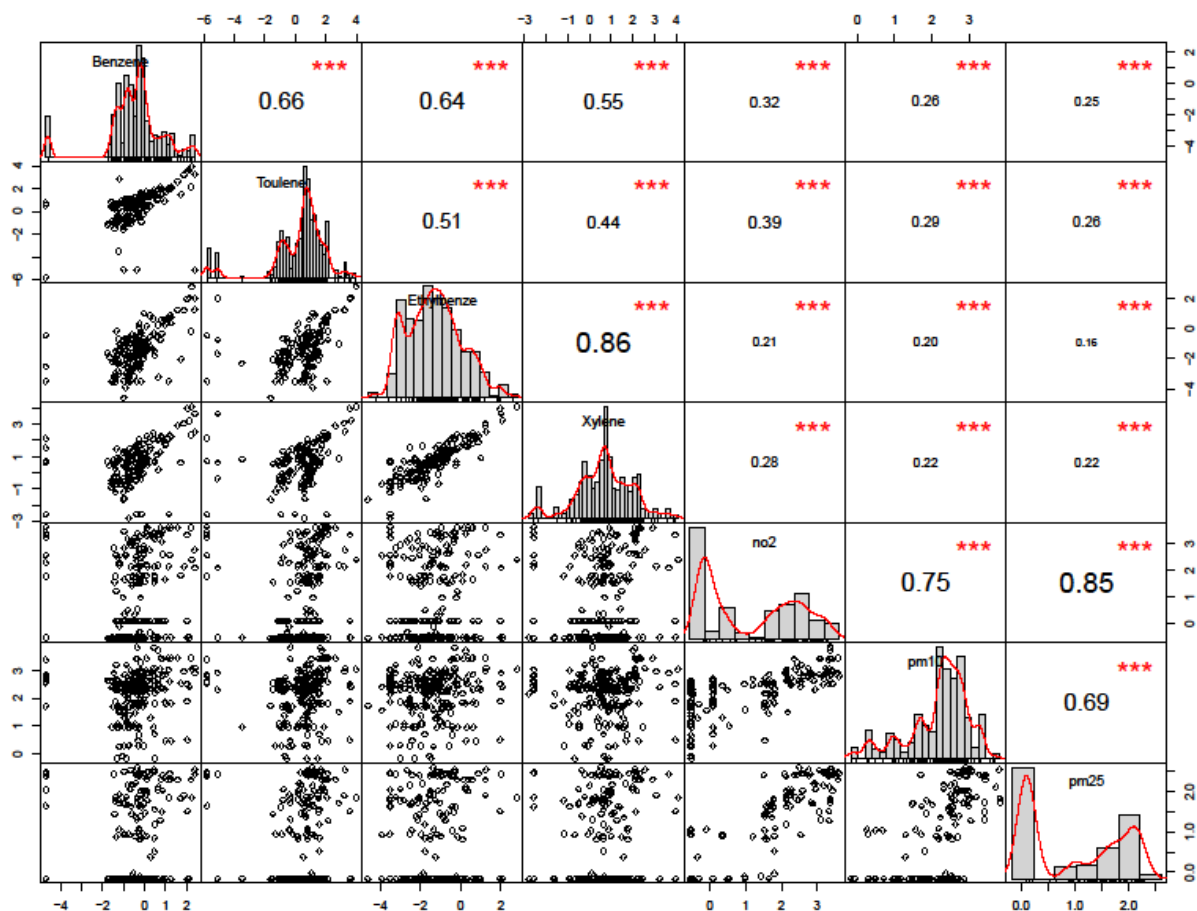 -6 -4 -2 0 2 4 -3 -1 0 1 2 3 4 0 1 2 3
Benzene *** *** *** *** *** ***
0.66 0.64 0.55 0.32 0.26 0.25
2 0 -2 -4
4 2 0 -6
Toulene *** *** *** *** ***
0.51 0.44 0.39 0.29 0.26
Ethylbenze *** *** *** ***
0.86 0.21 0.20 0.16
2 0 -2 -4
3 1 -1 -3
Xylene *** *** ***
0.28 0.22 0.22
no2 *** ***
0.75 0.85
3 2 1 0
3 2 1 0
pm10 ***
0.69
pm25
2.0 1.0 0.0
-4 -2 0 1 2 -4 -2 0 2 0 1 2 3 0.0 1.0 2.0